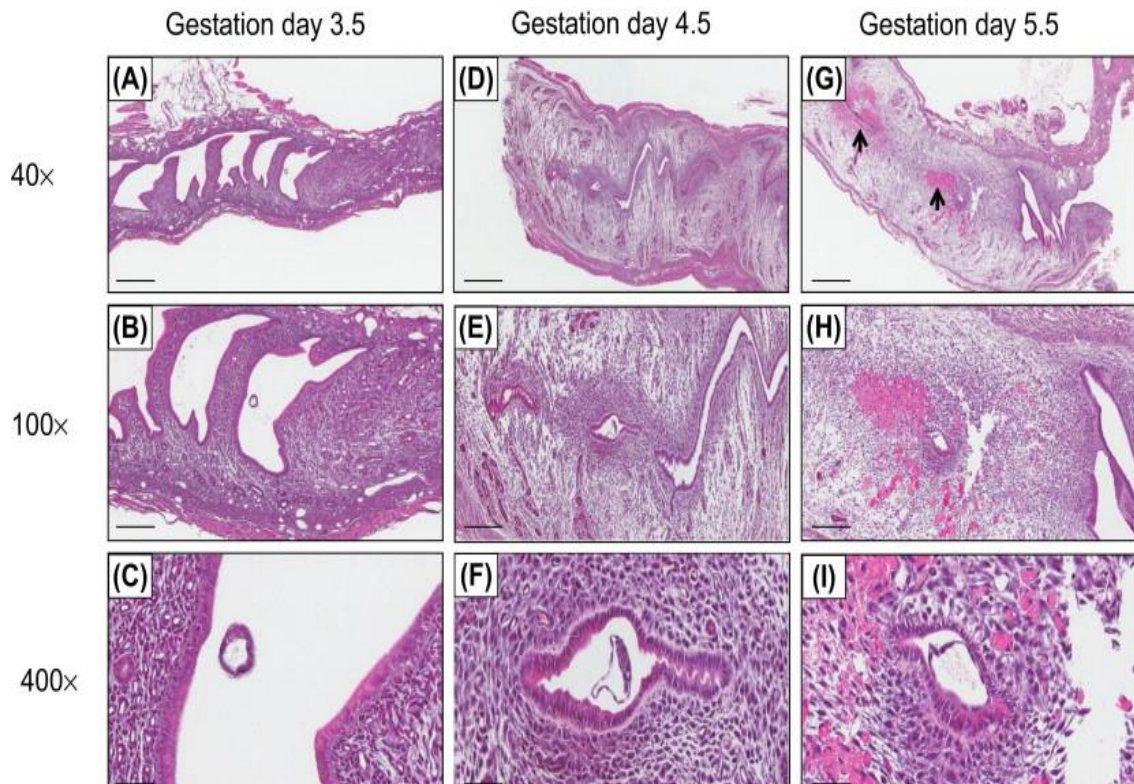 Gestation day 3.5 Gestation day 4.5 Gestation day 5.5
40×
(A) (D) (G)
100×
(B) (E) (H)
400×
(C) (F) (I)